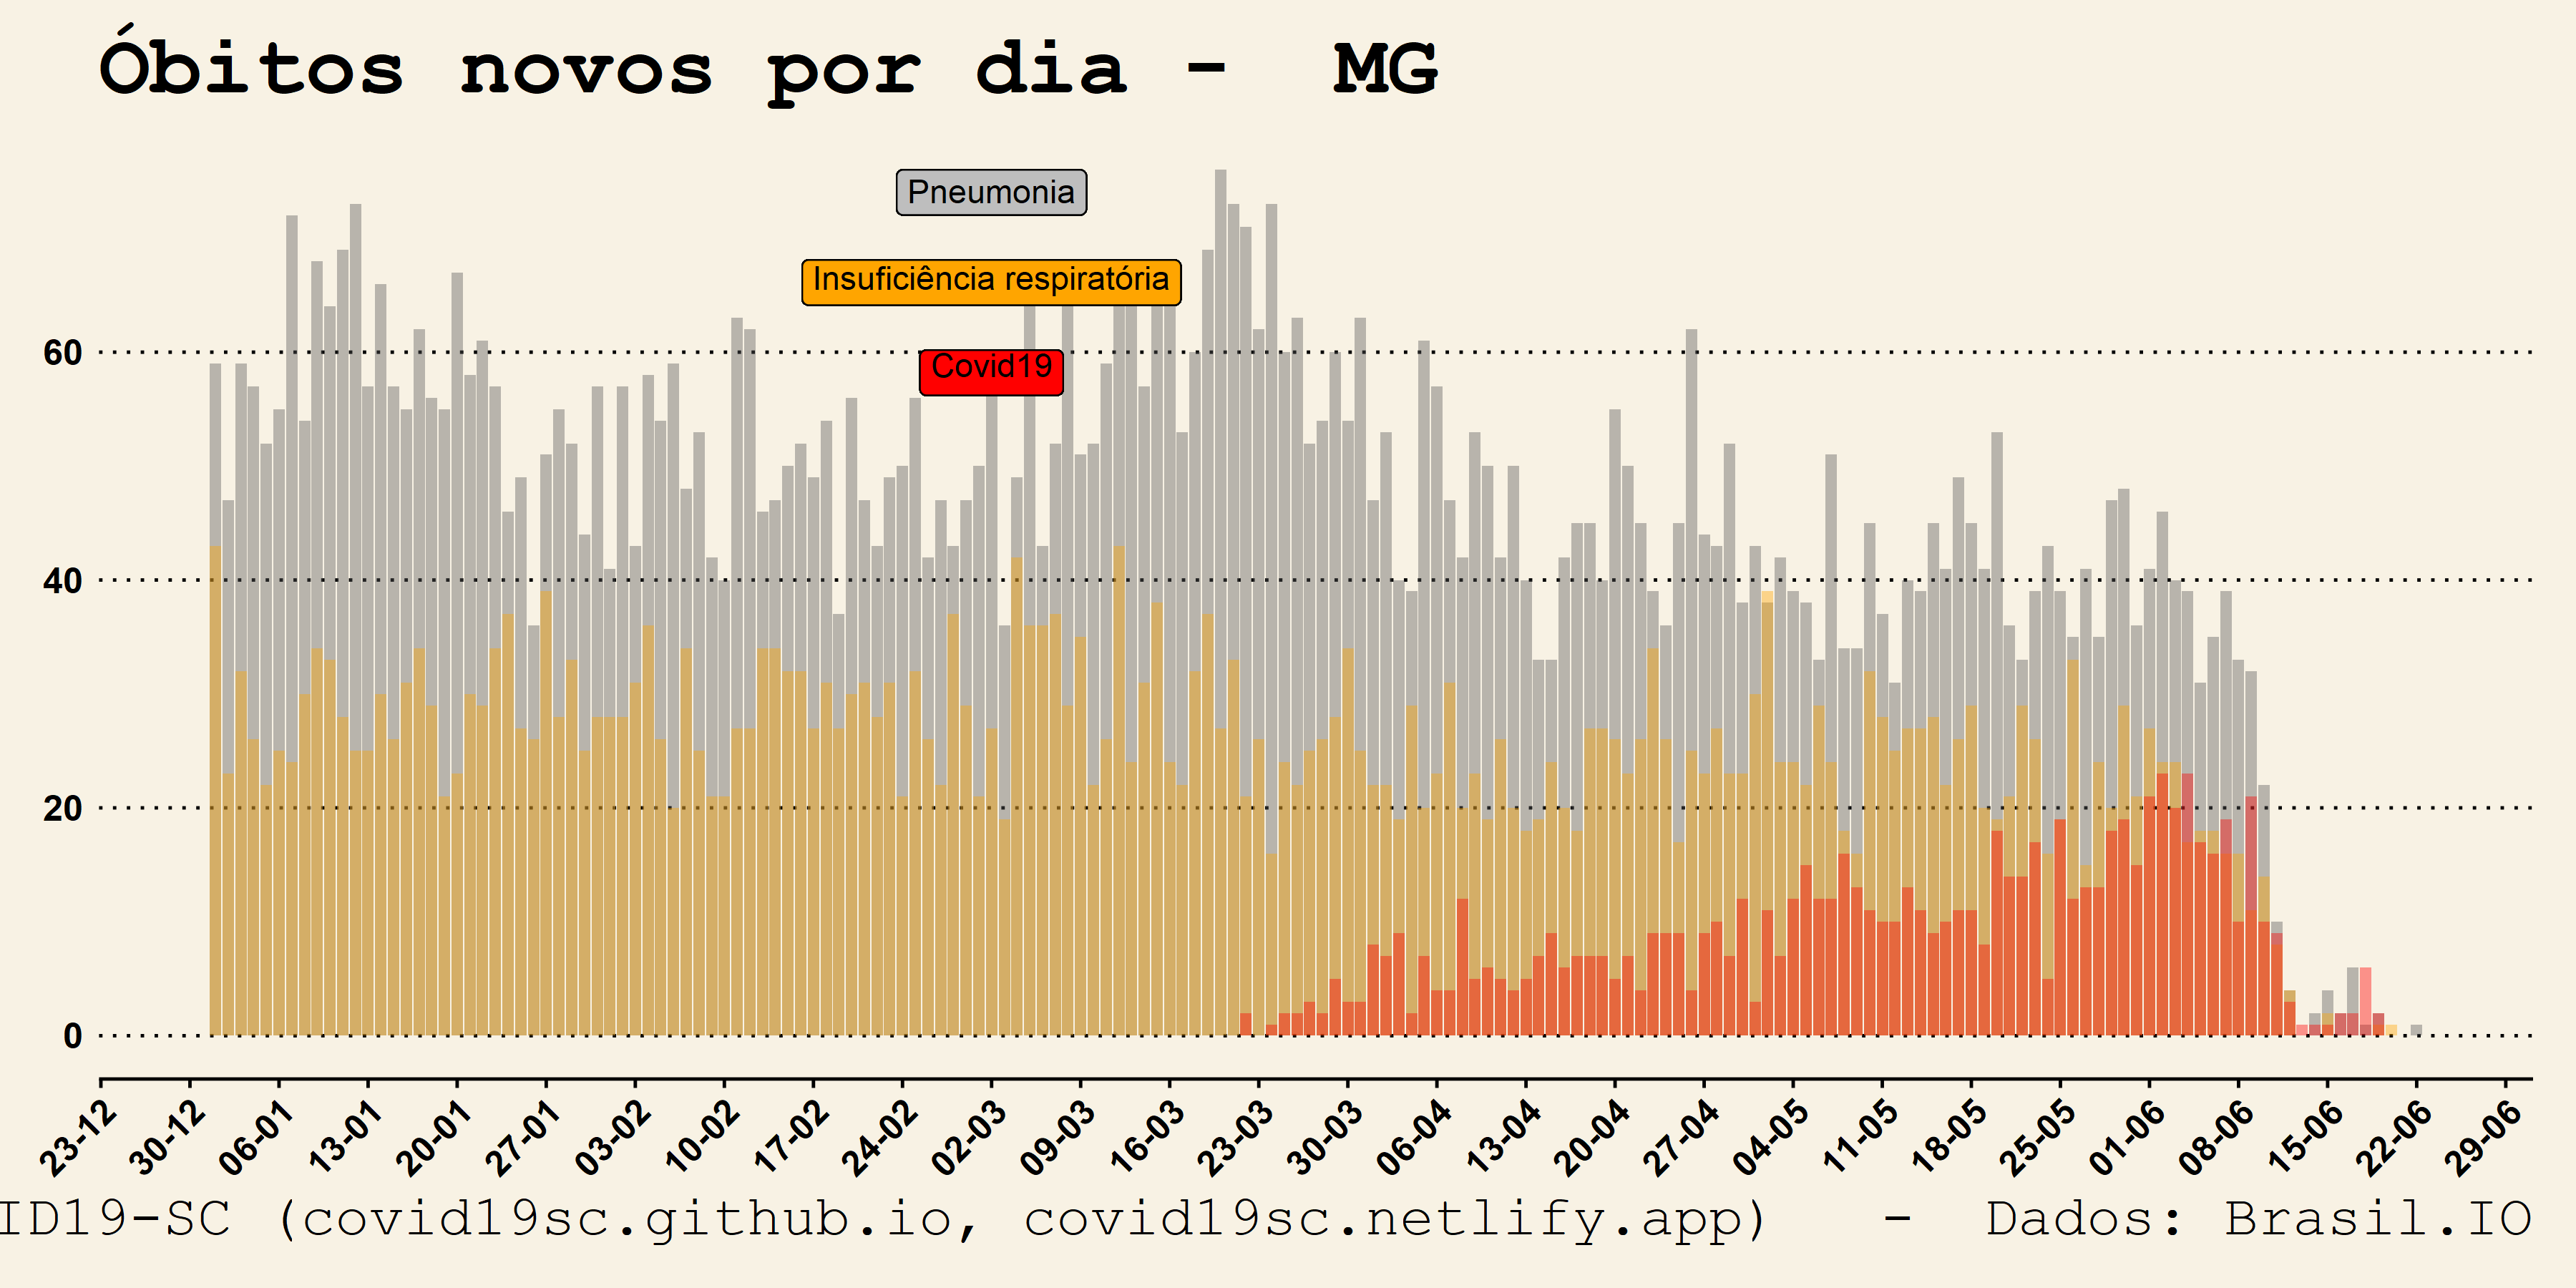 Óbitos novos por dia - MG
Pneumonia
Insuficiência respiratória
Covid19
60
40
20
0
23-12 30-12 06-01 13-01 20-01 27-01 03-02 10-02 17-02 24-02 02-03 09-03 16-03 23-03 30-03 06-04 13-04 20-04 27-04 04-05 11-05 18-05 25-05 01-06 08-06 15-06 22-06 29-06
ID19-SC (covid19sc.github.io, covid19sc.netlify.app) - Dados: Brasil.IO